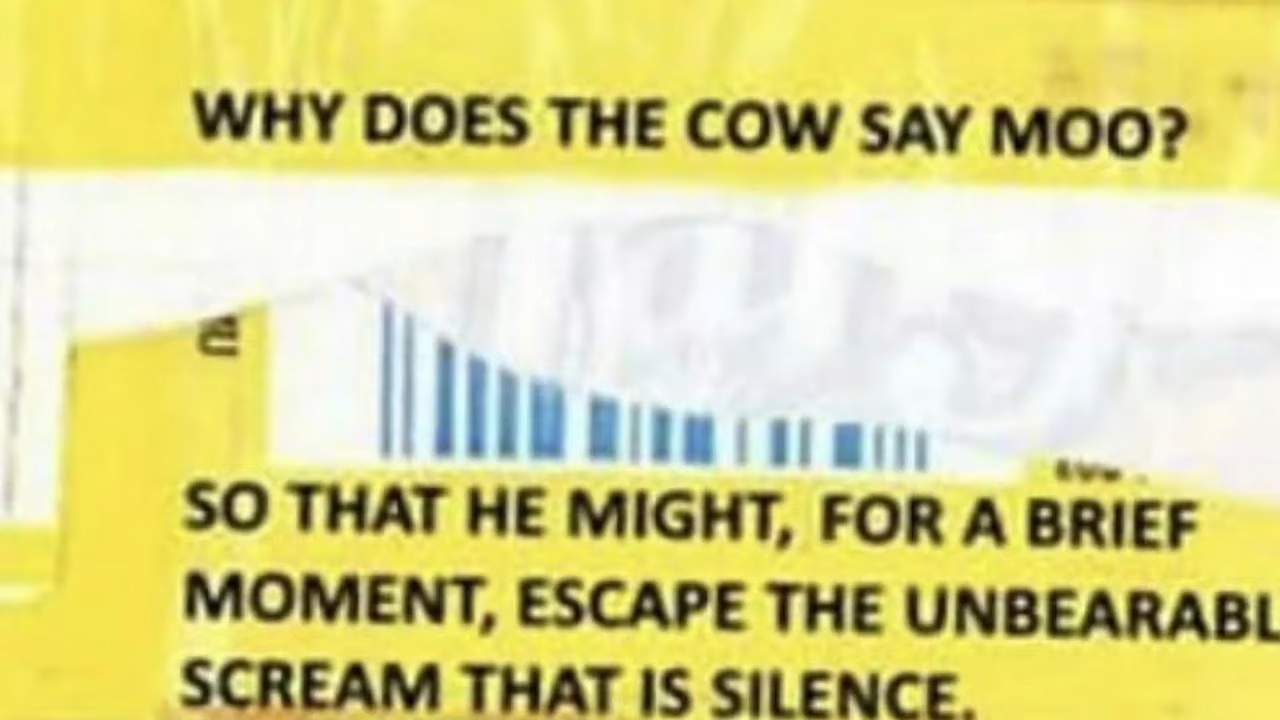 WHY DOES THE COW SAY MOO?
SO THAT HE MIGHT, FOR A BRIEF
MOMENT, ESCAPE THE UNBEARABL
SCREAM THAT IS SILENCE.